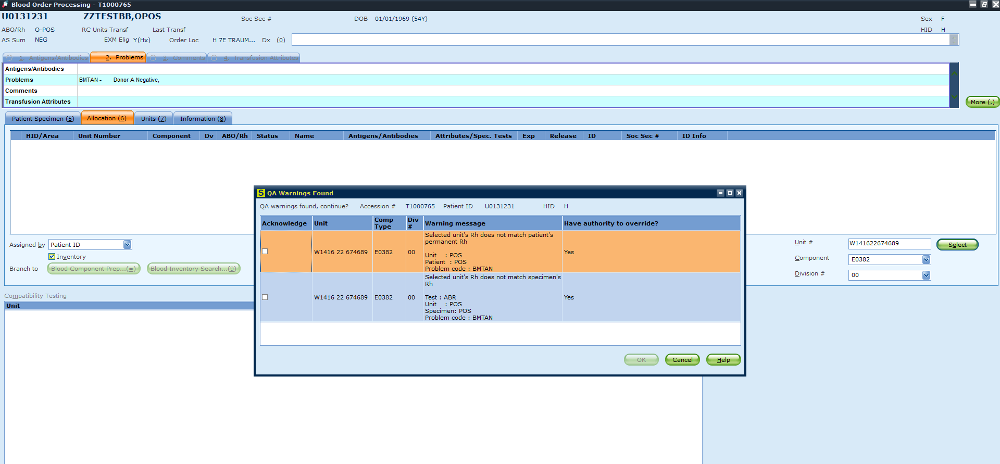 Blood Order Processing - T1000765
U0131231 ZZTESTBB,OPOS Soc Sec # DOB 01/01/1969 (54Y) Sex F
ABO/Rh O-POS RC Units Transf Last Transf HID H
AS Sum NEG EXM Elig Y(Hx) Order Loc H 7E TRAUM... Dx (0)
1. Antigens/Antibodies 2. Problems 3. Comments 4. Transfusion Attributes
Antigens/Antibodies
Problems BMTAN - Donor A Negative,
Comments
Transfusion Attributes
More (.)
Patient Specimen (5) Allocation (6) Units (7) Information (8)
HID/Area Unit Number Component Dv ABO/Rh Status Name Antigens/Antibodies Attributes/Spec. Tests Exp Release ID Soc Sec # ID Info
S QA Warnings Found
QA warnings found, continue? Accession # T1000765 Patient ID U0131231 HID H
Acknowledge Unit Comp Type Div # Warning message Have authority to override?
Selected unit's Rh does not match patient's
permanent Rh
W1416 22 674689 E0382 00 Yes
Unit : POS
Patient : POS
Problem code : BMTAN
Selected unit's Rh does not match specimen's
Rh
W1416 22 674689 E0382 00 Yes
Test : ABR
Unit : POS
Specimen: POS
Problem code : BMTAN
OK Cancel Help
Assigned by Patient ID
Inventory
Branch to Blood Component Prep...(=) Blood Inventory Search...(9)
Unit # W141622674689 Select
Component E0382
Division # 00
Compatibility Testing
Unit